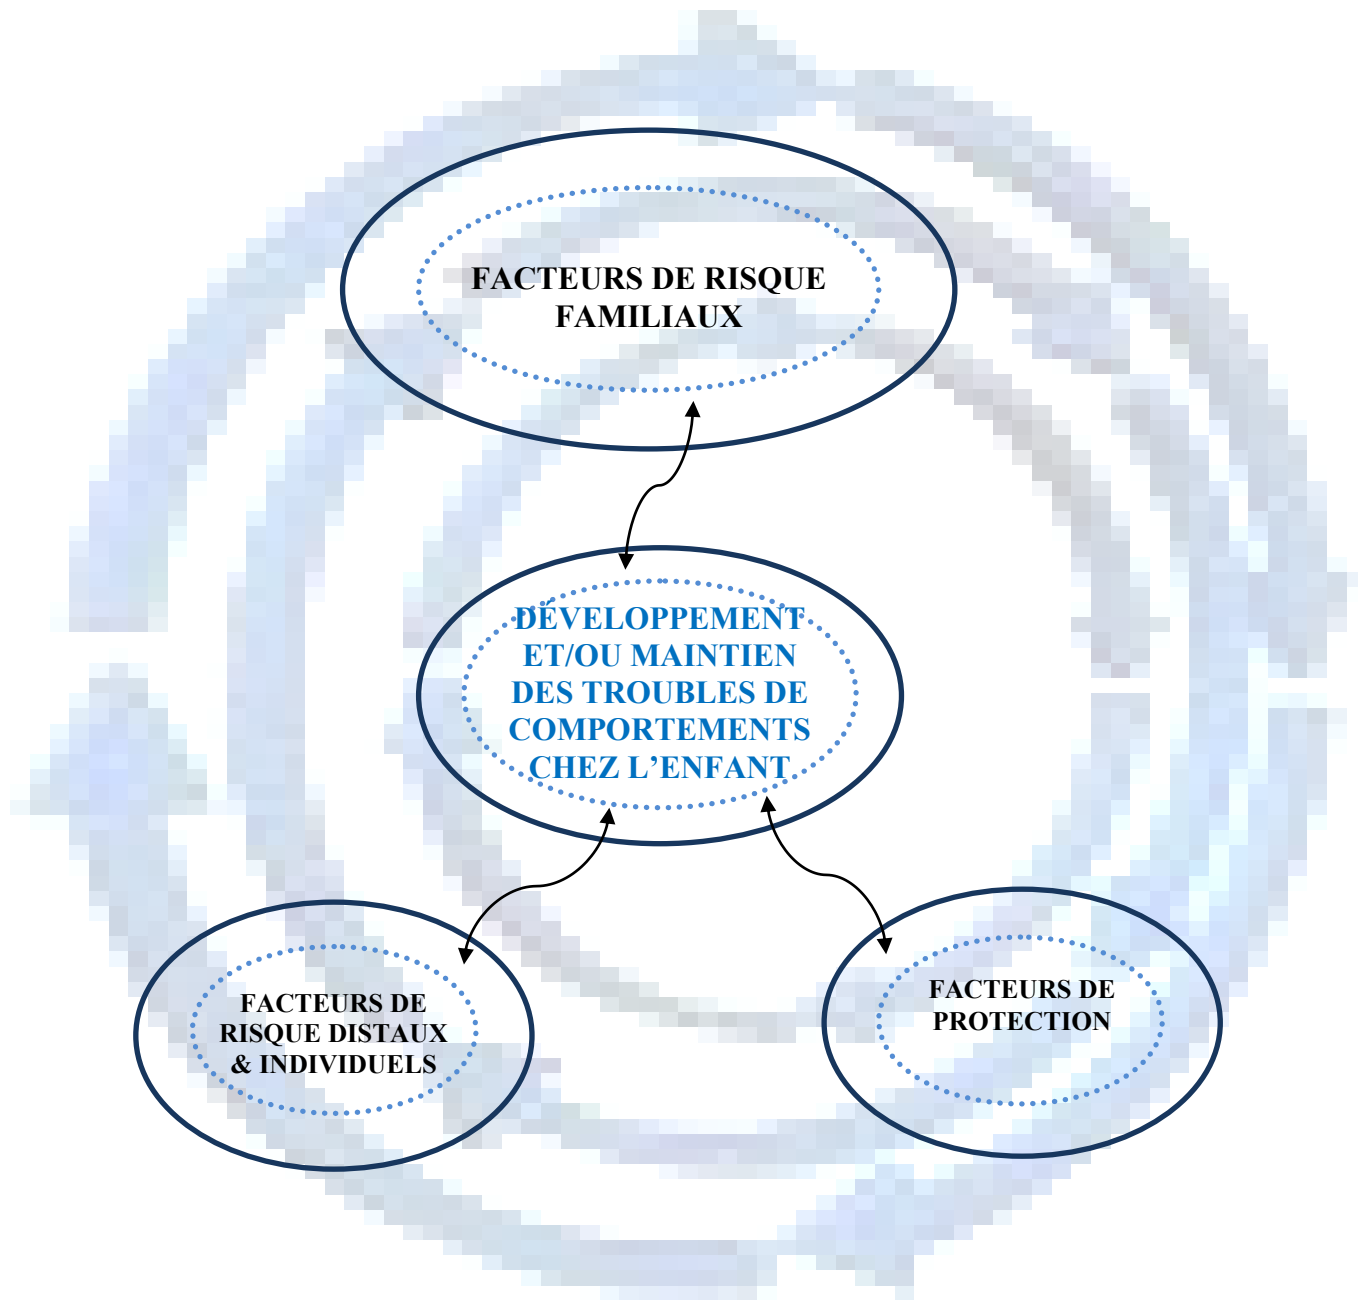 FACTEURS DE RISQUE
FAMILIAUX
DÉVELOPPEMENT
ET/OU MAINTIEN
DES TROUBLES DE
COMPORTEMENTS
CHEZ L’ENFANT
FACTEURS DE
RISQUE DISTAUX
& INDIVIDUELS
FACTEURS DE
PROTECTION